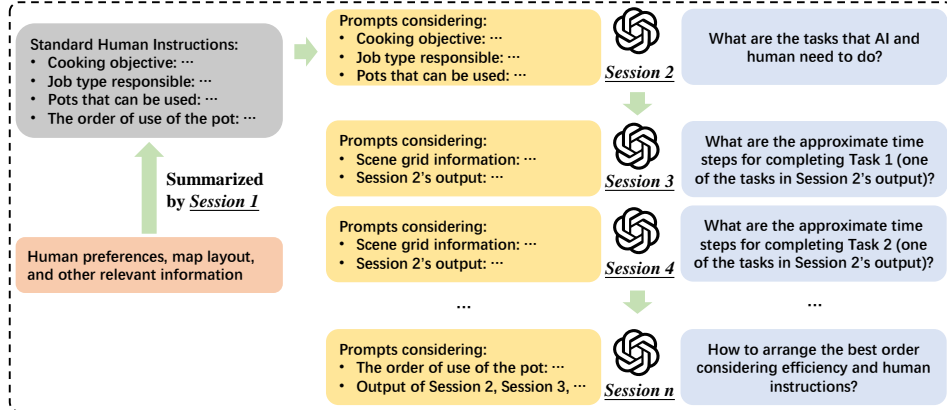 Standard Human Instructions:
• Cooking objective: ···
• Job type responsible: ···
• Pots that can be used: ···
• The order of use of the pot: ···
Summarized
by Session 1
Human preferences, map layout,
and other relevant information
Prompts considering:
• Cooking objective: ···
• Job type responsible: ···
• Pots that can be used: ···
Session 2
What are the tasks that AI and
human need to do?
Prompts considering:
• Scene grid information: ···
• Session 2's output: ···
Session 3
What are the approximate time
steps for completing Task 1 (one
of the tasks in Session 2's output)?
Prompts considering:
• Scene grid information: ···
• Session 2's output: ···
Session 4
What are the approximate time
steps for completing Task 2 (one
of the tasks in Session 2's output)?
...
...
Prompts considering:
• The order of use of the pot: ···
• Output of Session 2, Session 3, ···
Session n
How to arrange the best order
considering efficiency and human
instructions?